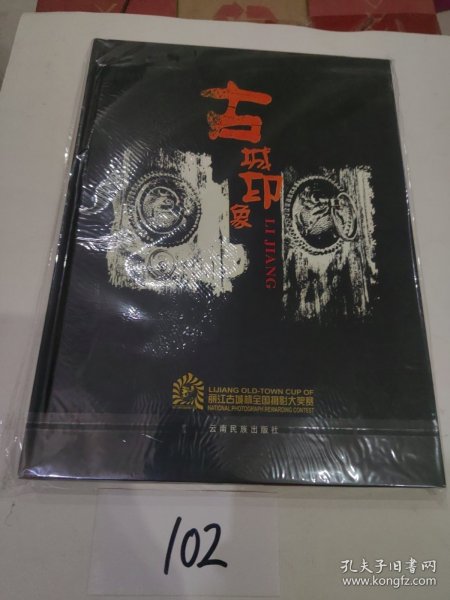 古城印象
LI JIANG
LIJIANG OLD-TOWN CUP OF
丽江古城杯全国摄影大奖赛
NATIONAL PHOTOGRAPH REWARDING CONTEST
云南民族出版社
102
孔夫子旧书网
www.kongfz.com